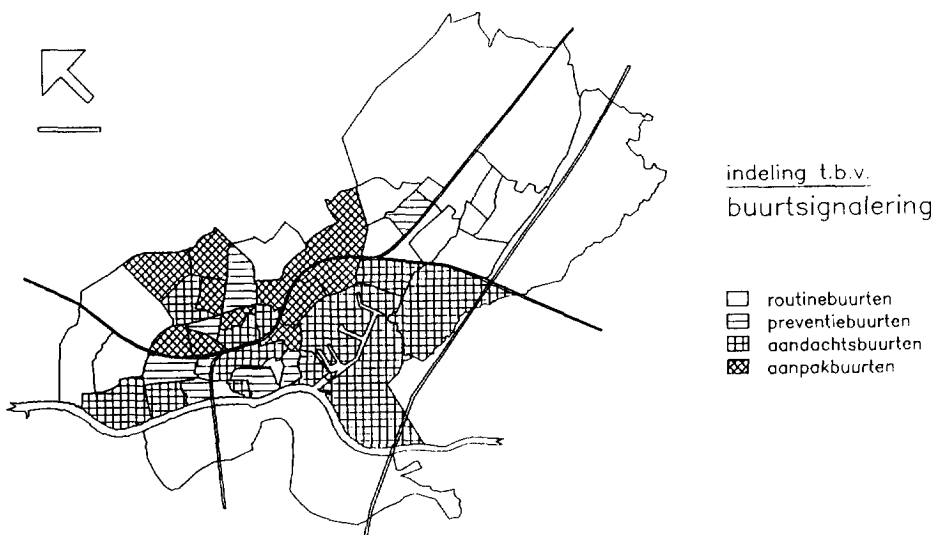 indeling t.b.v.
buurtsignalering
routinebuurten
preventiebuurten
aandachtsbuurten
aanpakbuurten